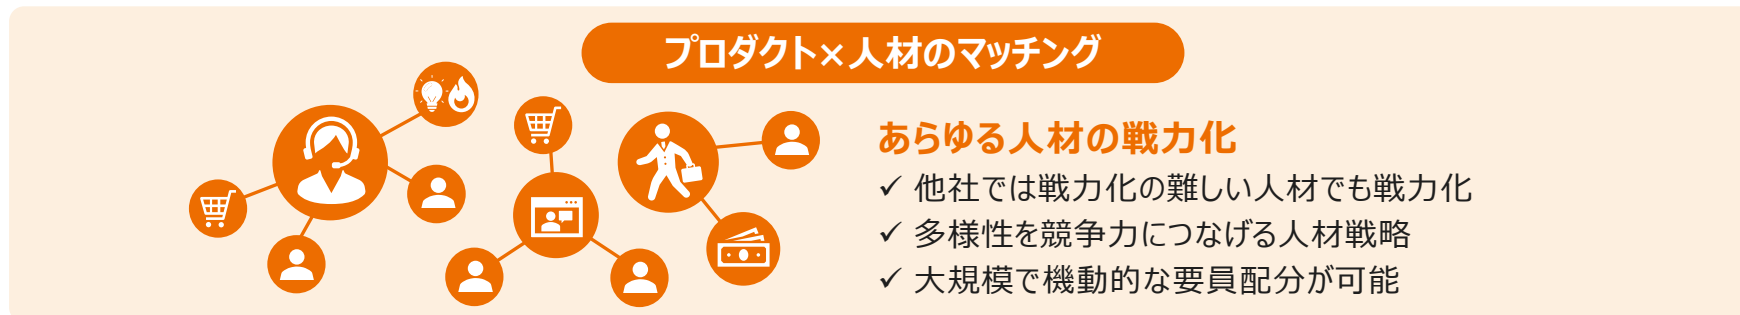 プロダクト×人材のマッチング
あらゆる人材の戦力化
✓ 他社では戦力化の難しい人材でも戦力化
✓ 多様性を競争力につなげる人材戦略
✓ 大規模で機動的な要員配分が可能